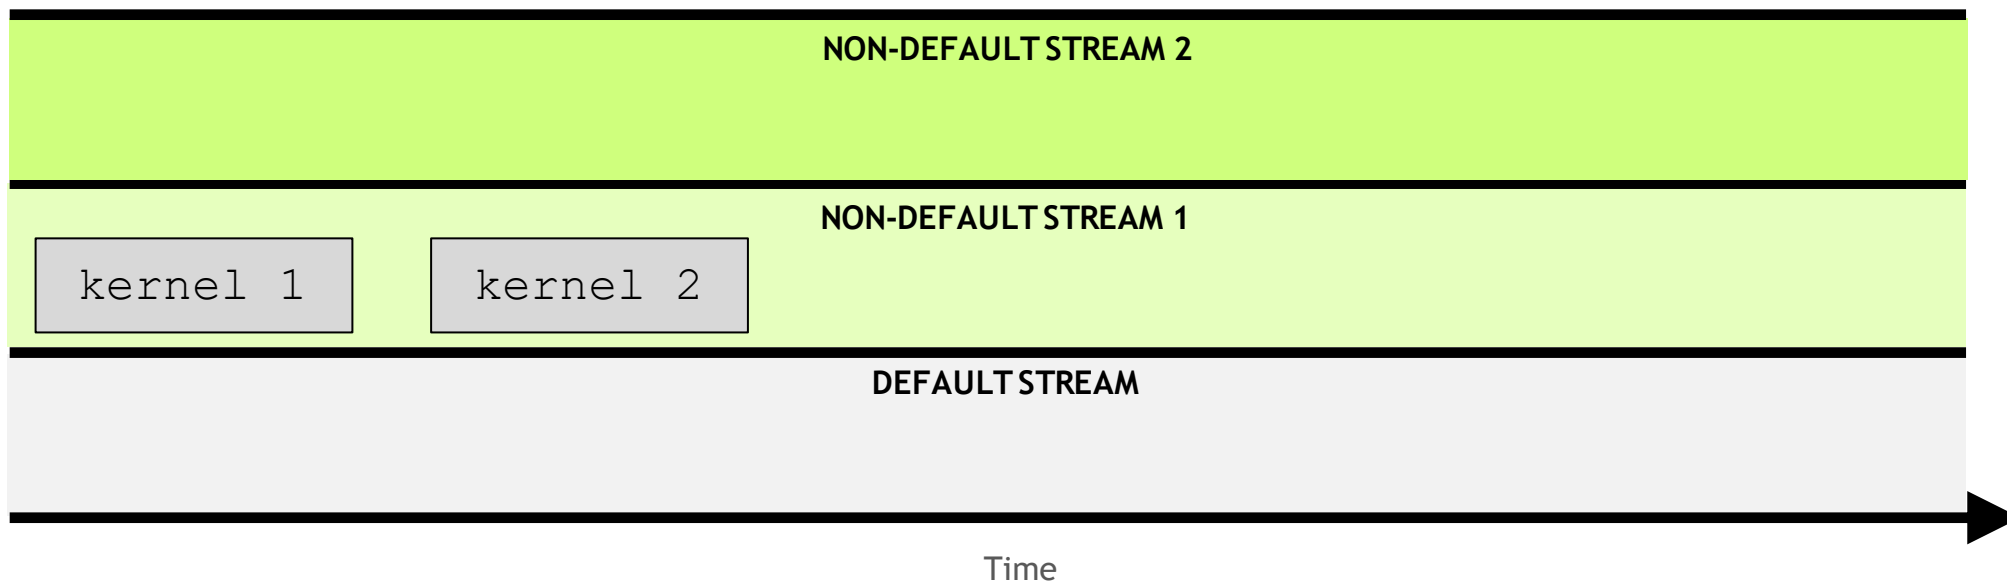 NON-DEFAULT STREAM 2
NON-DEFAULT STREAM 1
kernel 1 kernel 2
DEFAULT STREAM
Time